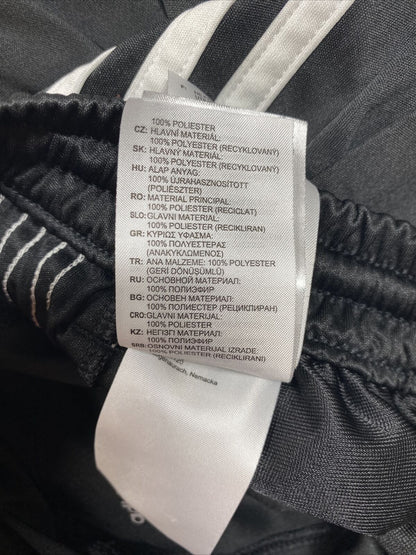 100% POLIESTER
CZ: HLAVNÍ MATERIÁL:
100% POLYESTER (RECYKLOVANÝ)
SK: HLAVNÝ MATERIÁL:
100% POLYESTER (RECYKLOVANÝ)
HU: ALAP ANYAG:
100% ÚJRAHASZNOSÍTOTT
(POLIÉSZTER)
RO: MATERIAL PRINCIPAL:
100% POLIESTER (RECICLAT)
SLO: GLAVNI MATERIAL:
100% POLIESTER (RECIKLIRAN)
GR: ΚΥΡΙΩΣ ΥΦΑΣΜΑ:
100% ΠΟΛΥΕΣΤΕΡΑΣ
(ΑΝΑΚΥΚΛΩΜΕΝΟΣ)
TR: ANA MALZEME: 100% POLYESTER
(GERİ DÖNÜŞÜMLÜ)
RU: ОСНОВНОЙ МАТЕРИАЛ:
100% ПОЛИЭФИР
BG: ОСНОВЕН МАТЕРИАЛ:
100% ПОЛИЕСТЕР (РЕЦИКЛИРАН)
CRO: GLAVNI MATERIJAL:
100% POLIESTER
KZ: НЕГІЗГІ МАТЕРИАЛ:
100% ПОЛИЭФИР
SRB: OSNOVNI MATERIJAL IZRADE:
100% POLIESTER (RECIKLIRANI)
Nemacka